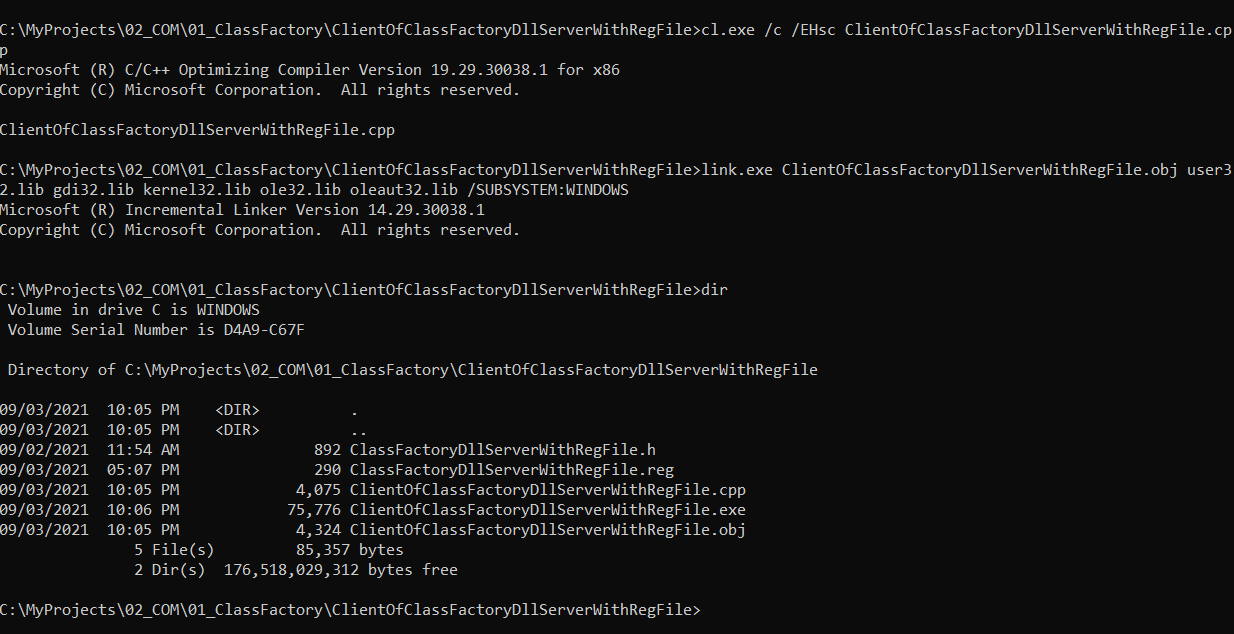 C:\MyProjects\02_COM\01_ClassFactory\ClientOfClassFactoryDllServerWithRegFile>cl.exe /c /EHsc ClientOfClassFactoryDllServerWithRegFile.cp
p
Microsoft (R) C/C++ Optimizing Compiler Version 19.29.30038.1 for x86
Copyright (C) Microsoft Corporation.  All rights reserved.
ClientOfClassFactoryDllServerWithRegFile.cpp
C:\MyProjects\02_COM\01_ClassFactory\ClientOfClassFactoryDllServerWithRegFile>link.exe ClientOfClassFactoryDllServerWithRegFile.obj user3
2.lib gdi32.lib kernel32.lib ole32.lib oleaut32.lib /SUBSYSTEM:WINDOWS
Microsoft (R) Incremental Linker Version 14.29.30038.1
Copyright (C) Microsoft Corporation.  All rights reserved.
C:\MyProjects\02_COM\01_ClassFactory\ClientOfClassFactoryDllServerWithRegFile>dir
 Volume in drive C is WINDOWS
 Volume Serial Number is D4A9-C67F
 Directory of C:\MyProjects\02_COM\01_ClassFactory\ClientOfClassFactoryDllServerWithRegFile
09/03/2021  10:05 PM    <DIR>          .
09/03/2021  10:05 PM    <DIR>          ..
09/02/2021  11:54 AM               892 ClassFactoryDllServerWithRegFile.h
09/03/2021  05:07 PM               290 ClassFactoryDllServerWithRegFile.reg
09/03/2021  10:05 PM             4,075 ClientOfClassFactoryDllServerWithRegFile.cpp
09/03/2021  10:06 PM            75,776 ClientOfClassFactoryDllServerWithRegFile.exe
09/03/2021  10:05 PM             4,324 ClientOfClassFactoryDllServerWithRegFile.obj
               5 File(s)         85,357 bytes
               2 Dir(s)  176,518,029,312 bytes free
C:\MyProjects\02_COM\01_ClassFactory\ClientOfClassFactoryDllServerWithRegFile>